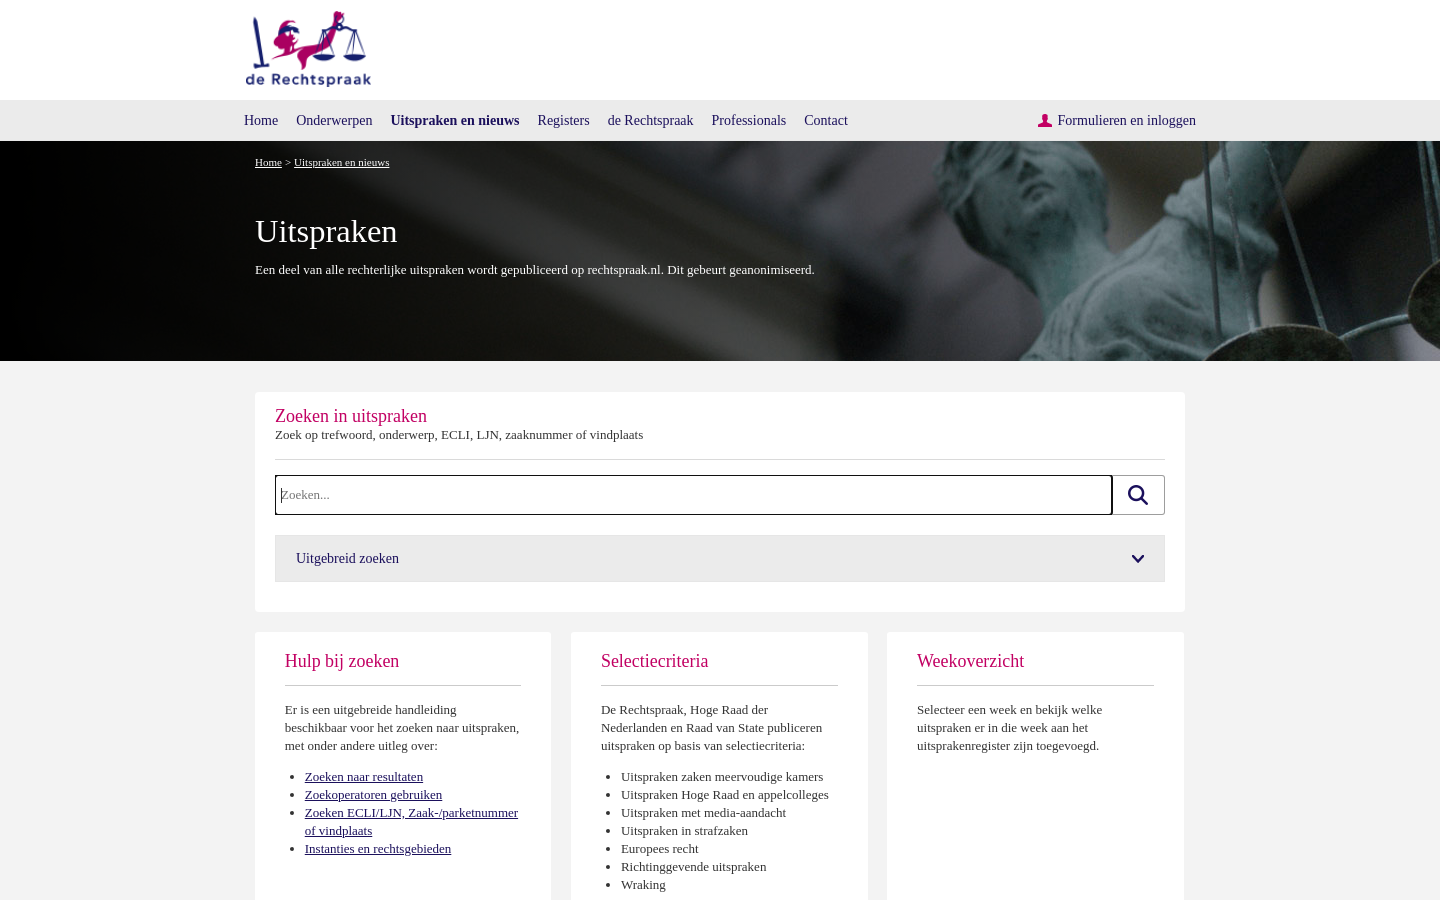 de Rechtspraak
Home Onderwerpen Uitspraken en nieuws Registers de Rechtspraak Professionals Contact Formulieren en inloggen
Home > Uitspraken en nieuws
Uitspraken
Een deel van alle rechterlijke uitspraken wordt gepubliceerd op rechtspraak.nl. Dit gebeurt geanonimiseerd.
Zoeken in uitspraken
Zoek op trefwoord, onderwerp, ECLI, LJN, zaaknummer of vindplaats
Zoeken...
Uitgebreid zoeken
Hulp bij zoeken
Er is een uitgebreide handleiding
beschikbaar voor het zoeken naar uitspraken,
met onder andere uitleg over:
Zoeken naar resultaten
Zoekoperatoren gebruiken
Zoeken ECLI/LJN, Zaak-/parketnummer
of vindplaats
Instanties en rechtsgebieden
Selectiecriteria
De Rechtspraak, Hoge Raad der
Nederlanden en Raad van State publiceren
uitspraken op basis van selectiecriteria:
Uitspraken zaken meervoudige kamers
Uitspraken Hoge Raad en appelcolleges
Uitspraken met media-aandacht
Uitspraken in strafzaken
Europees recht
Richtinggevende uitspraken
Wraking
Weekoverzicht
Selecteer een week en bekijk welke
uitspraken er in die week aan het
uitsprakenregister zijn toegevoegd.